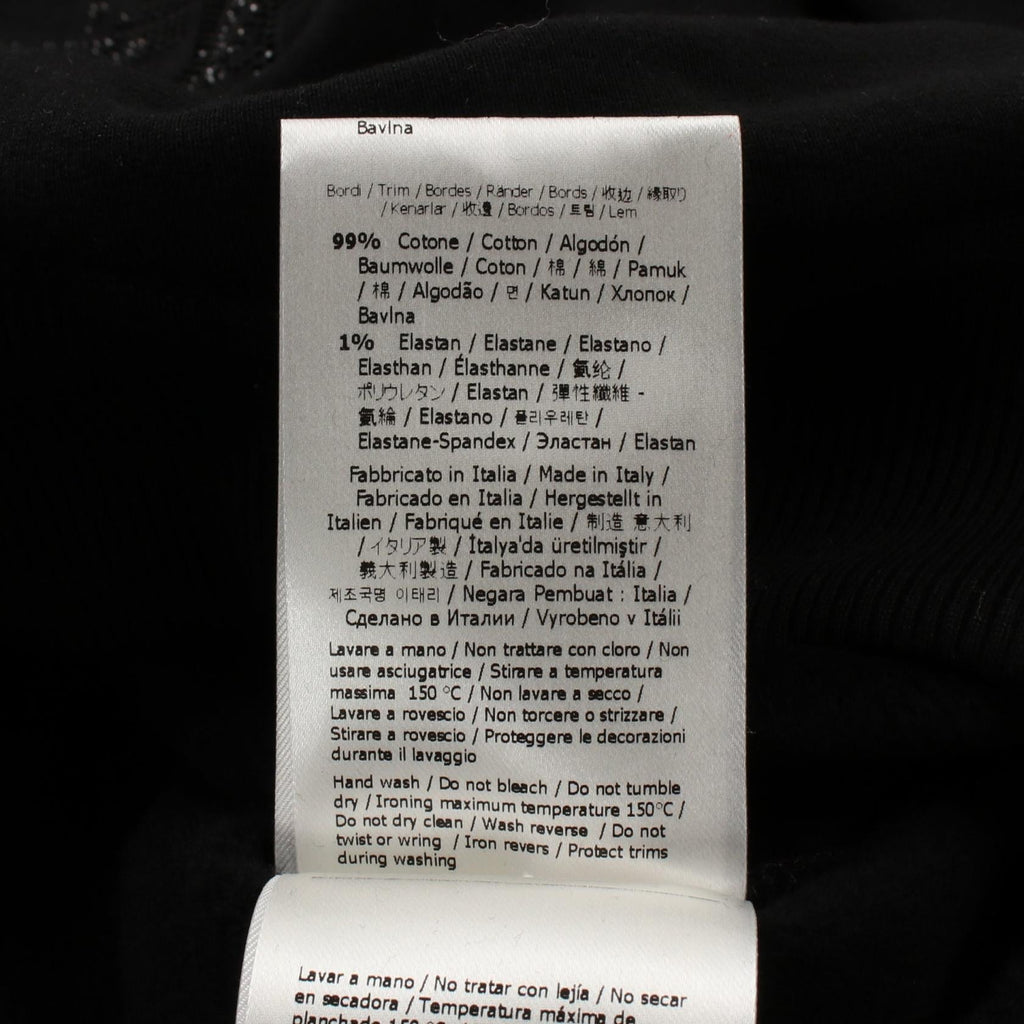 Bavlna
Bordi / Trim / Bordes / Ränder / Bords / 收边 / 縁取り
/ Kenarlar / 收邊 / Bordos / 트림 / Lem
99% Cotone / Cotton / Algodón /
Baumwolle / Coton / 棉 / 綿 / Pamuk
/ 棉 / Algodão / 면 / Katun / Хлопок /
Bavlna
1% Elastan / Elastane / Elastano /
Elasthan / Élasthanne / 氨纶 /
ポリウレタン / Elastan / 彈性纖維 -
氨綸 / Elastano / 폴리우레탄 /
Elastane-Spandex / Эластан / Elastan
Fabbricato in Italia / Made in Italy /
Fabricado en Italia / Hergestellt in
Italien / Fabriqué en Italie / 制造 意大利
/ イタリア製 / İtalya'da üretilmiştir /
義大利製造 / Fabricado na Itália /
제조국명 이태리 / Negara Pembuat : Italia /
Сделано в Италии / Vyrobeno v Itálii
Lavare a mano / Non trattare con cloro / Non
usare asciugatrice / Stirare a temperatura
massima 150 °C / Non lavare a secco /
Lavare a rovescio / Non torcere o strizzare /
Stirare a rovescio / Proteggere le decorazioni
durante il lavaggio
Hand wash / Do not bleach / Do not tumble
dry / Ironing maximum temperature 150°C /
Do not dry clean / Wash reverse / Do not
twist or wring / Iron revers / Protect trims
during washing
Lavar a mano / No tratar con lejía / No secar
en secadora / Temperatura máxima de
planchado 150 °C